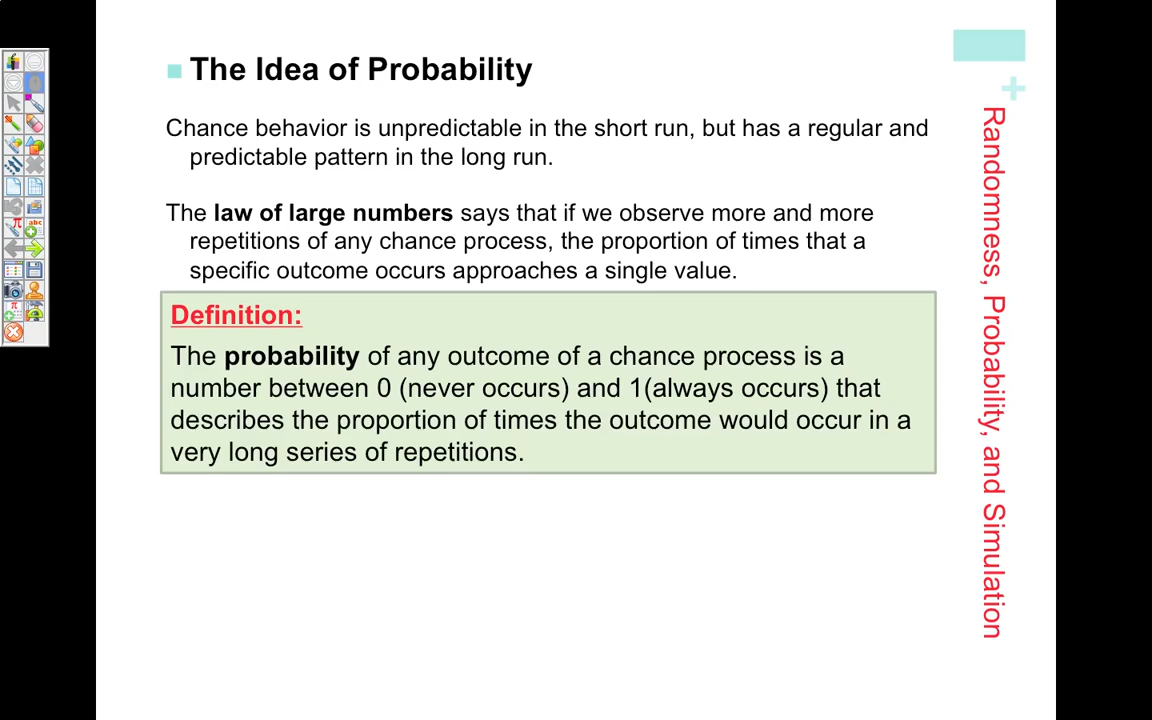 The Idea of Probability
Chance behavior is unpredictable in the short run, but has a regular and
predictable pattern in the long run.
The law of large numbers says that if we observe more and more
repetitions of any chance process, the proportion of times that a
specific outcome occurs approaches a single value.
Definition:
The probability of any outcome of a chance process is a
number between 0 (never occurs) and 1(always occurs) that
describes the proportion of times the outcome would occur in a
very long series of repetitions.
+
Randomness, Probability, and Simulation